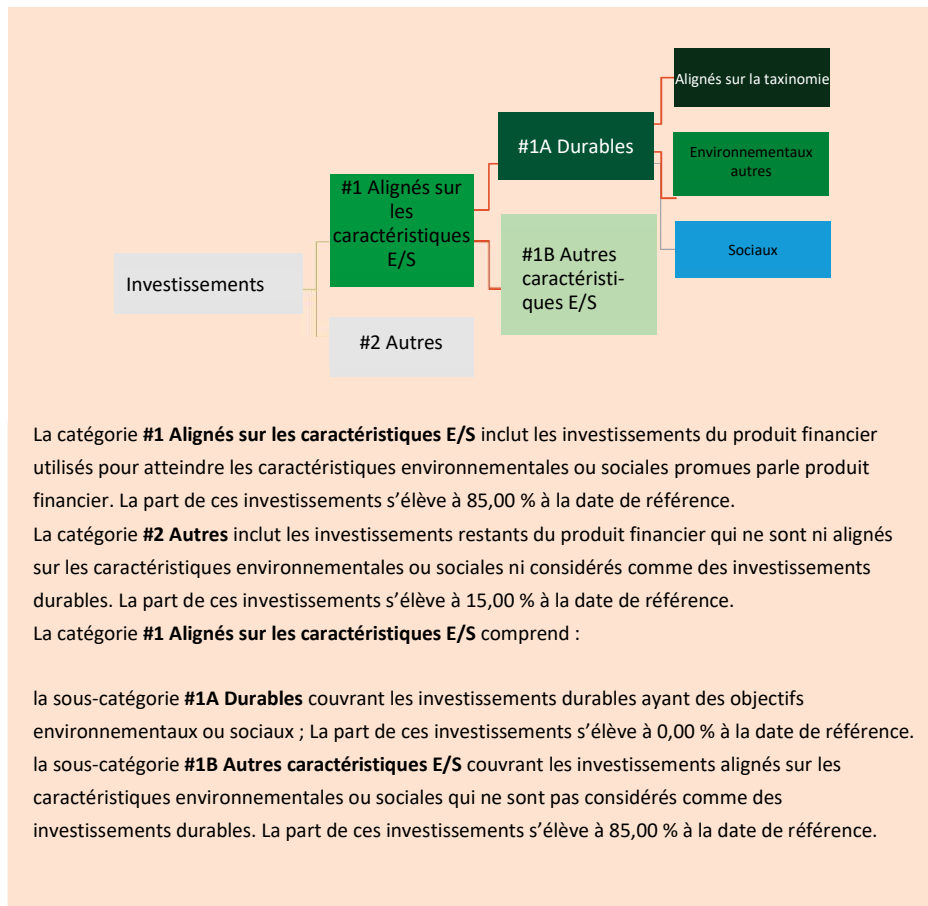 Alignés sur la taxinomie
#1A Durables
Environnementaux
autres
#1 Alignés sur
les
caractéristiques
E/S
Sociaux
#1B Autres
caractéristi-
ques E/S
Investissements
#2 Autres
La catégorie #1 Alignés sur les caractéristiques E/S inclut les investissements du produit financier
utilisés pour atteindre les caractéristiques environnementales ou sociales promues parle produit
financier. La part de ces investissements s’élève à 85,00 % à la date de référence.
La catégorie #2 Autres inclut les investissements restants du produit financier qui ne sont ni alignés
sur les caractéristiques environnementales ou sociales ni considérés comme des investissements
durables. La part de ces investissements s’élève à 15,00 % à la date de référence.
La catégorie #1 Alignés sur les caractéristiques E/S comprend :
la sous-catégorie #1A Durables couvrant les investissements durables ayant des objectifs
environnementaux ou sociaux ; La part de ces investissements s’élève à 0,00 % à la date de référence.
la sous-catégorie #1B Autres caractéristiques E/S couvrant les investissements alignés sur les
caractéristiques environnementales ou sociales qui ne sont pas considérés comme des
investissements durables. La part de ces investissements s’élève à 85,00 % à la date de référence.